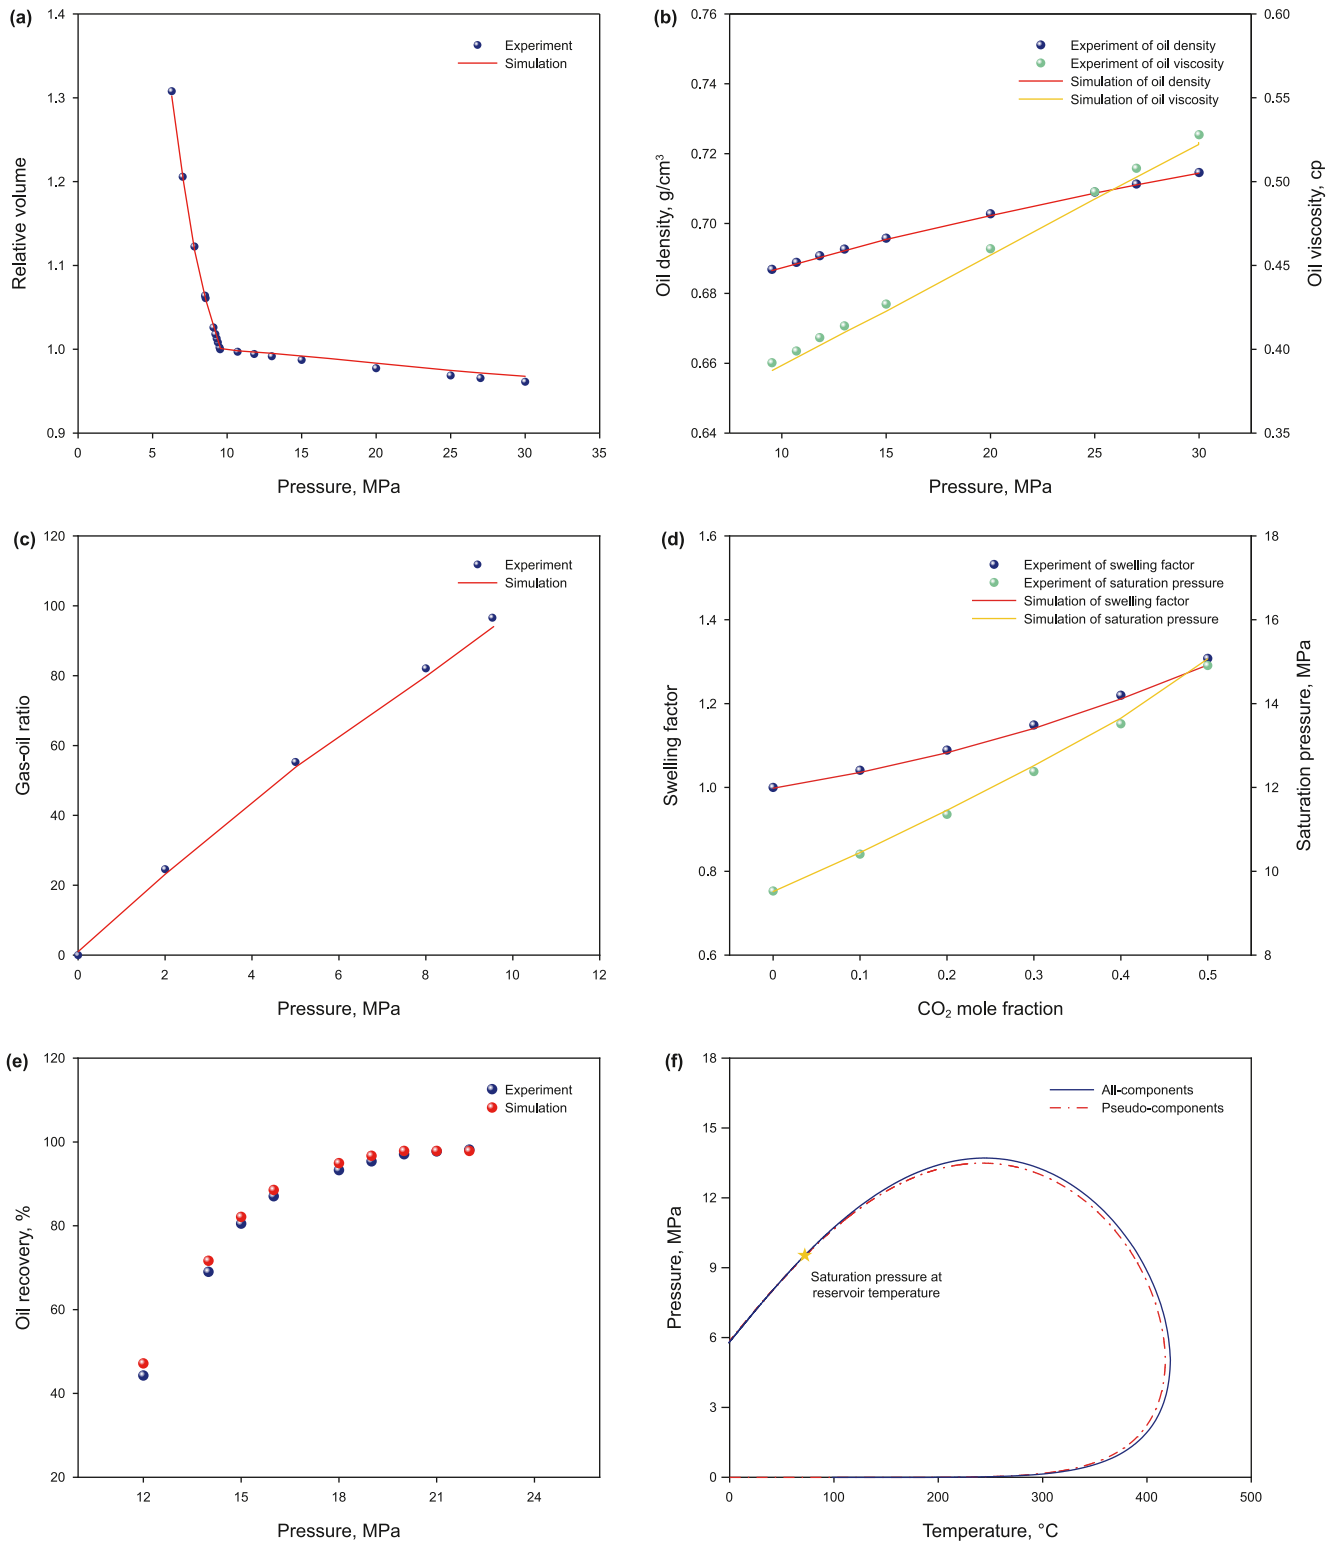 (a)
1.4
1.3
1.2
1.1
1.0
0.9
Relative volume
Experiment
Simulation
0 5 10 15 20 25 30 35
Pressure, MPa
(b)
0.76
0.74
0.72
0.70
0.68
0.66
0.64
Oil density, g/cm³
Experiment of oil density
Experiment of oil viscosity
Simulation of oil density
Simulation of oil viscosity
0.60
0.55
0.50
0.45
0.40
0.35
Oil viscosity, cp
10 15 20 25 30
Pressure, MPa
(c)
120
100
80
60
40
20
0
Gas-oil ratio
Experiment
Simulation
0 2 4 6 8 10 12
Pressure, MPa
(d)
1.6
1.4
1.2
1.0
0.8
0.6
Swelling factor
Experiment of swelling factor
Experiment of saturation pressure
Simulation of swelling factor
Simulation of saturation pressure
18
16
14
12
10
8
Saturation pressure, MPa
0 0.1 0.2 0.3 0.4 0.5
CO₂ mole fraction
(e)
120
100
80
60
40
20
Oil recovery, %
Experiment
Simulation
12 15 18 21 24
Pressure, MPa
(f)
18
15
12
9
6
3
0
Pressure, MPa
All-components
Pseudo-components
Saturation pressure at
reservoir temperature
0 100 200 300 400 500
Temperature, °C